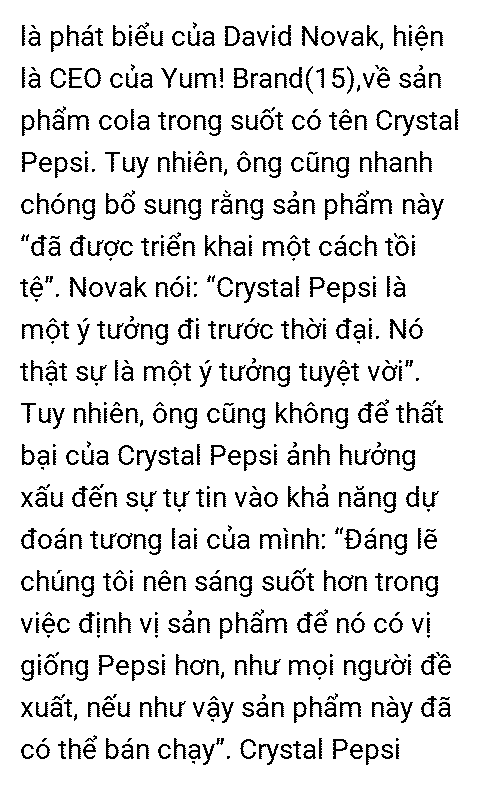 là phát biểu của David Novak, hiện
là CEO của Yum! Brand(15),về sản
phẩm cola trong suốt có tên Crystal
Pepsi. Tuy nhiên, ông cũng nhanh
chóng bổ sung rằng sản phẩm này
“đã được triển khai một cách tồi
tệ”. Novak nói: “Crystal Pepsi là
một ý tưởng đi trước thời đại. Nó
thật sự là một ý tưởng tuyệt vời”.
Tuy nhiên, ông cũng không để thất
bại của Crystal Pepsi ảnh hưởng
xấu đến sự tự tin vào khả năng dự
đoán tương lai của mình: “Đáng lẽ
chúng tôi nên sáng suốt hơn trong
việc định vị sản phẩm để nó có vị
giống Pepsi hơn, như mọi người đề
xuất, nếu như vậy sản phẩm này đã
có thể bán chạy”. Crystal Pepsi